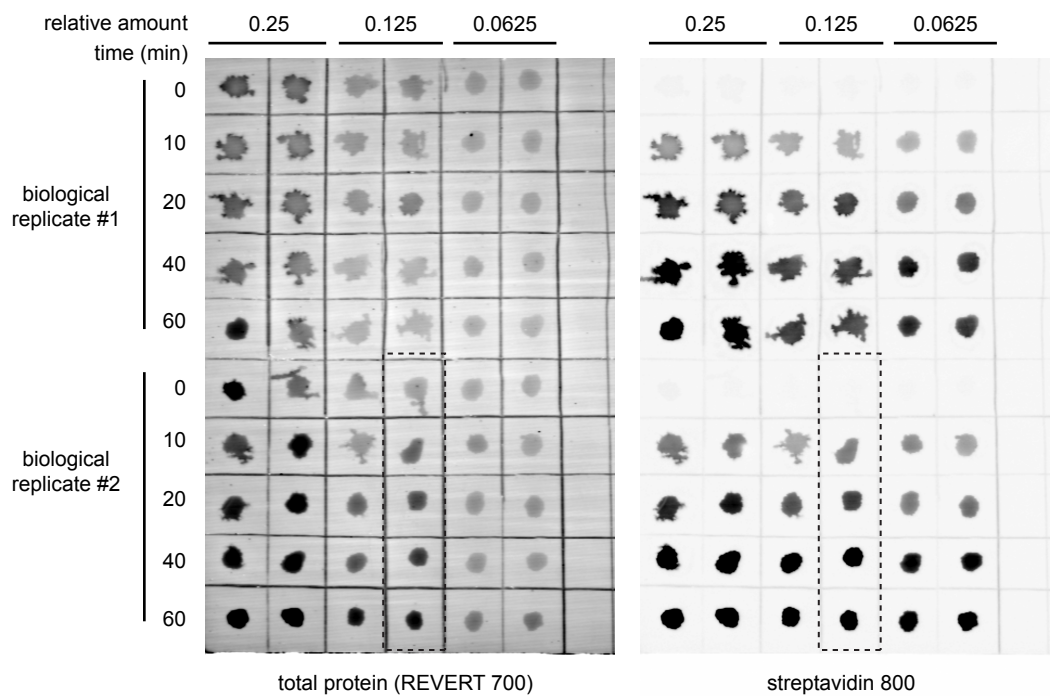 relative amount 0.25 0.125 0.0625 0.25 0.125 0.0625
time (min)
0
10
biological
replicate #1
20
40
60
0
10
biological
replicate #2
20
40
60
total protein (REVERT 700) streptavidin 800